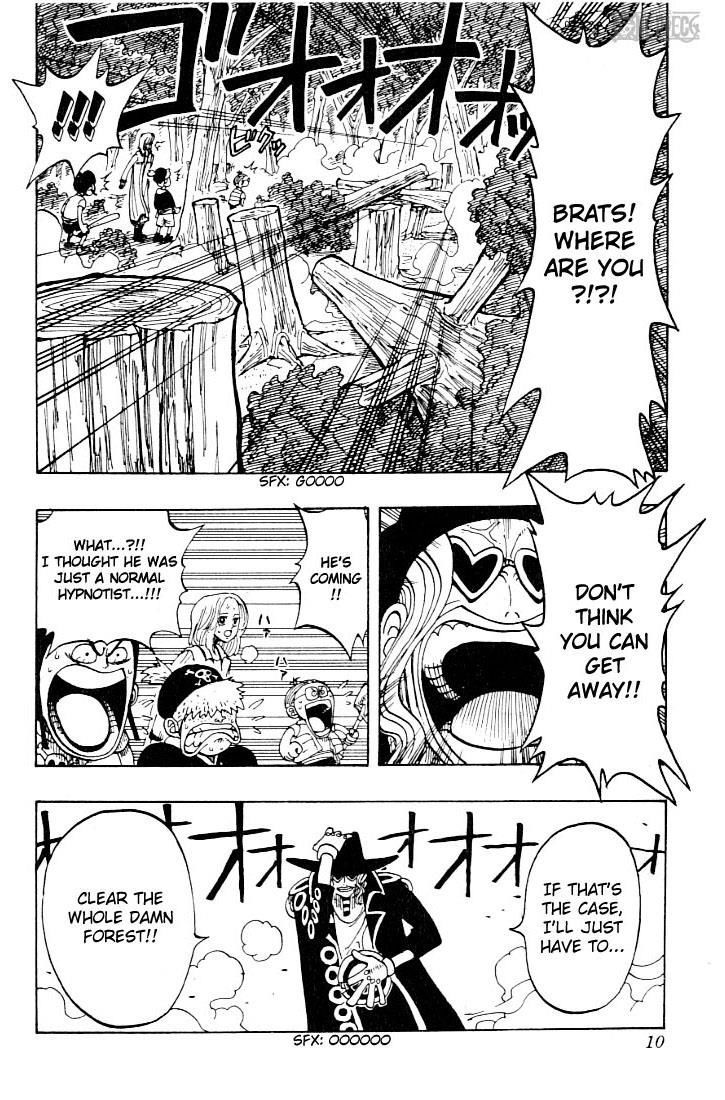 ゴオオオオ
BRATS!
WHERE
ARE YOU
?!?!
!!!
ビクッ
SFX: GOOOO
DON'T
THINK
YOU CAN
GET
AWAY!!
HE'S
COMING
!!
WHAT...?!!
I THOUGHT HE WAS
JUST A NORMAL
HYPNOTIST...!!!
オオオオオオ
IF THAT'S
THE CASE,
I'LL JUST
HAVE TO...
CLEAR THE
WHOLE DAMN
FOREST!!
SFX: OOOOOO
10